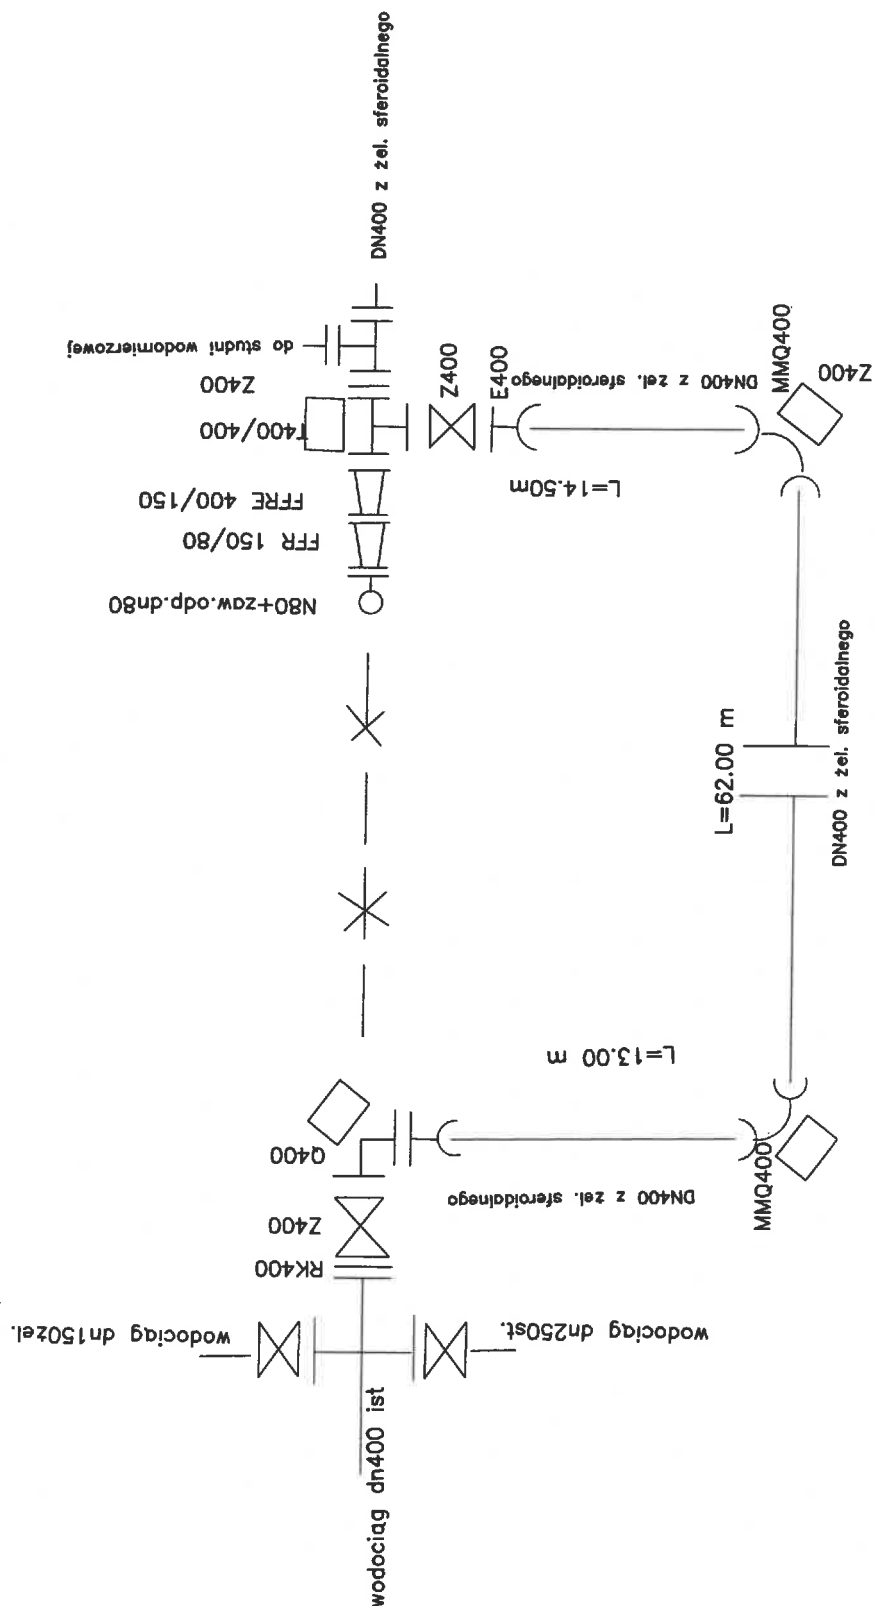 DN400 z żel. sferoidalnego
do studni wodomierzowej
Z400
T400/400
FFRE 400/150
FFR 150/80
N80+zaw.odp.dn80
Z400
E400
DN400 z żel. sferoidalnego
L=14.50m
MMQ400
Z400
L=62.00 m
DN400 z żel. sferoidalnego
L=13.00 m
Q400
Z400
RK400
DN400 z żel. sferoidalnego
MMQ400
wodociąg dn150żel.
wodociąg dn250st.
wodociąg dn400 ist